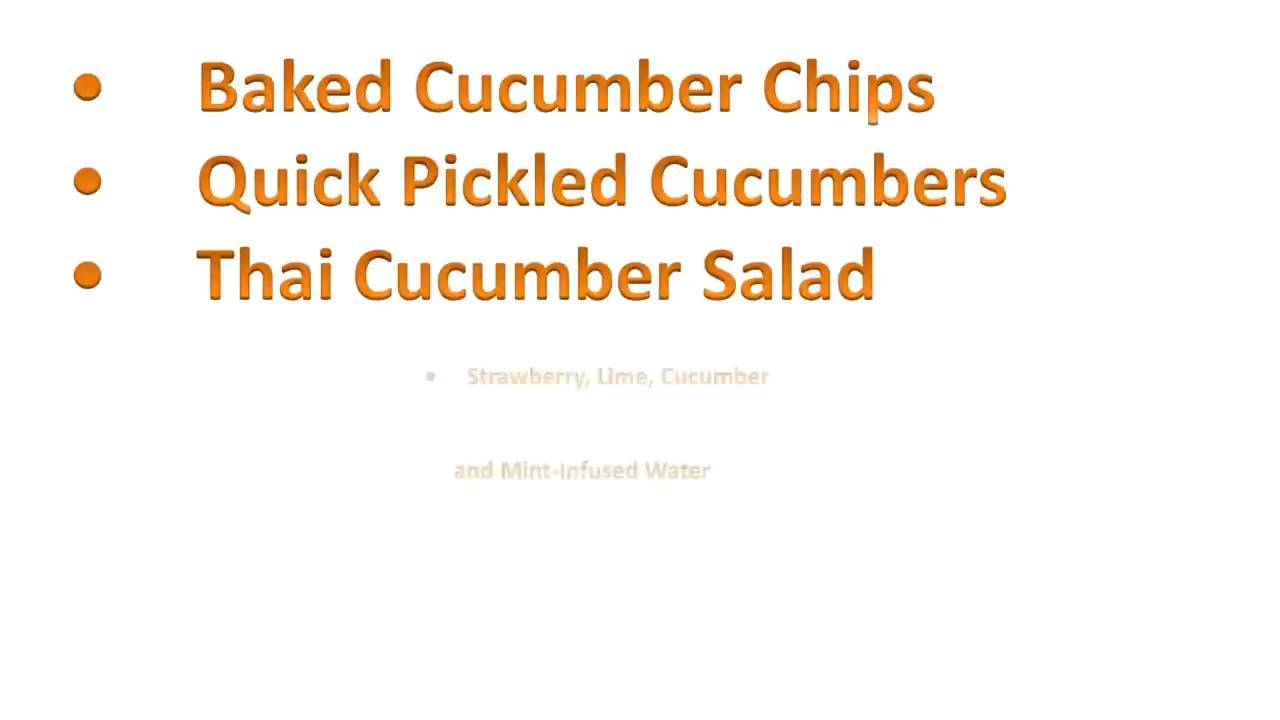 • Baked Cucumber Chips
• Quick Pickled Cucumbers
• Thai Cucumber Salad
• Strawberry, Lime, Cucumber
and Mint-Infused Water